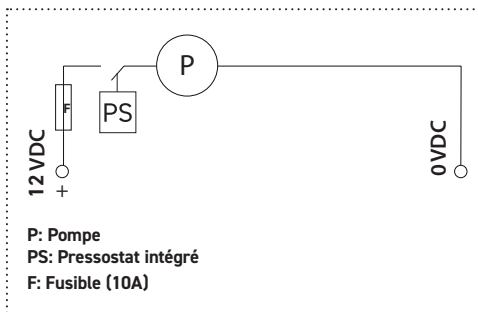 P
F
PS
12 VDC
+
0 VDC
P: Pompe
PS: Pressostat intégré
F: Fusible (10A)